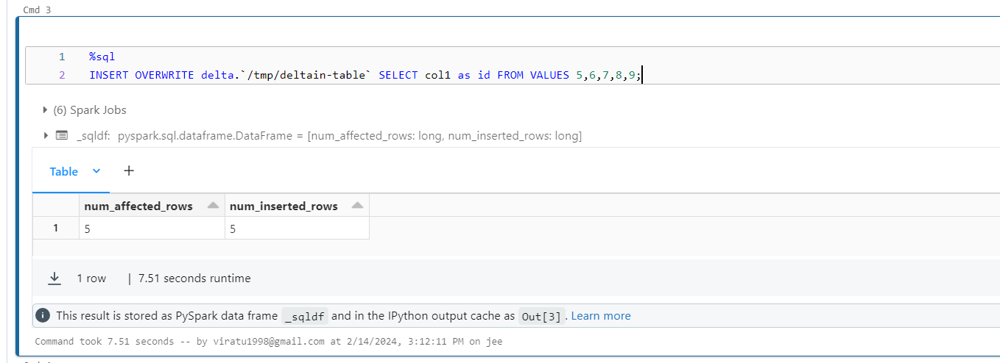 Cmd 3
1 %sql
2 INSERT OVERWRITE delta.`/tmp/deltain-table` SELECT col1 as id FROM VALUES 5,6,7,8,9;
(6) Spark Jobs
_sqldf: pyspark.sql.dataframe.DataFrame = [num_affected_rows: long, num_inserted_rows: long]
Table +
num_affected_rows num_inserted_rows
1 5 5
1 row | 7.51 seconds runtime
This result is stored as PySpark data frame _sqldf and in the IPython output cache as Out[3]. Learn more
Command took 7.51 seconds -- by viratu1998@gmail.com at 2/14/2024, 3:12:11 PM on jee